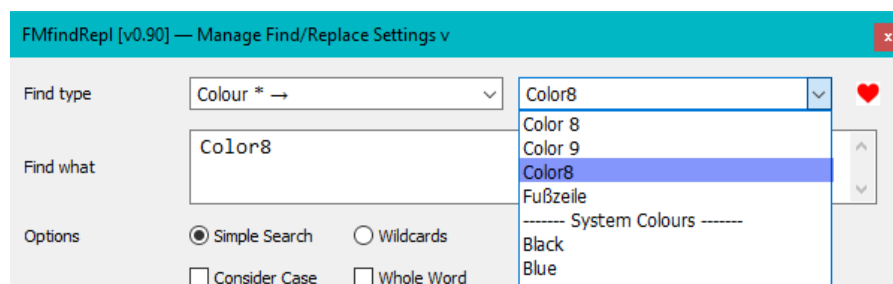 FMfindRepl [v0.90] — Manage Find/Replace Settings v
x
Find type
Colour * →
Color8
Color 8
Color 9
Color8
Fußzeile
------- System Colours -------
Black
Blue
Find what
Color8
Options
Simple Search
Wildcards
Consider Case
Whole Word